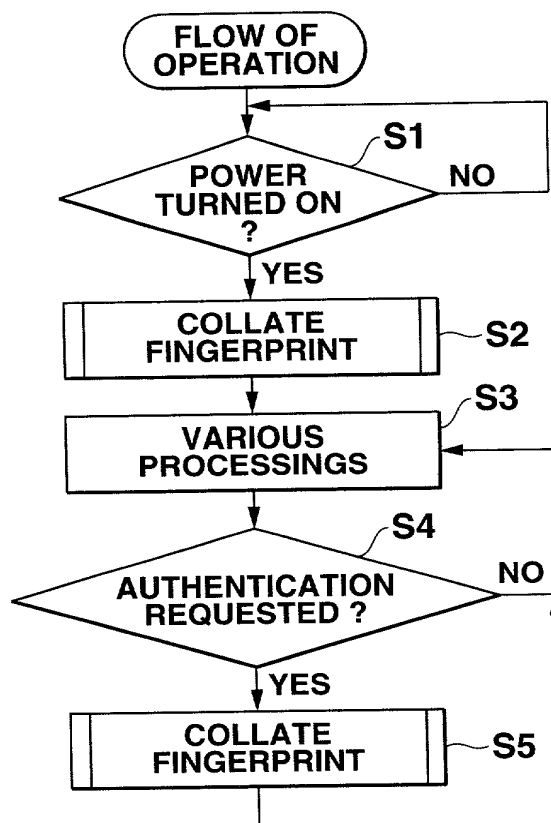 FLOW OF
OPERATION
S1
POWER
TURNED ON
?
NO
YES
COLLATE
FINGERPRINT
S2
S3
VARIOUS
PROCESSINGS
S4
AUTHENTICATION
REQUESTED ?
NO
YES
COLLATE
FINGERPRINT
S5